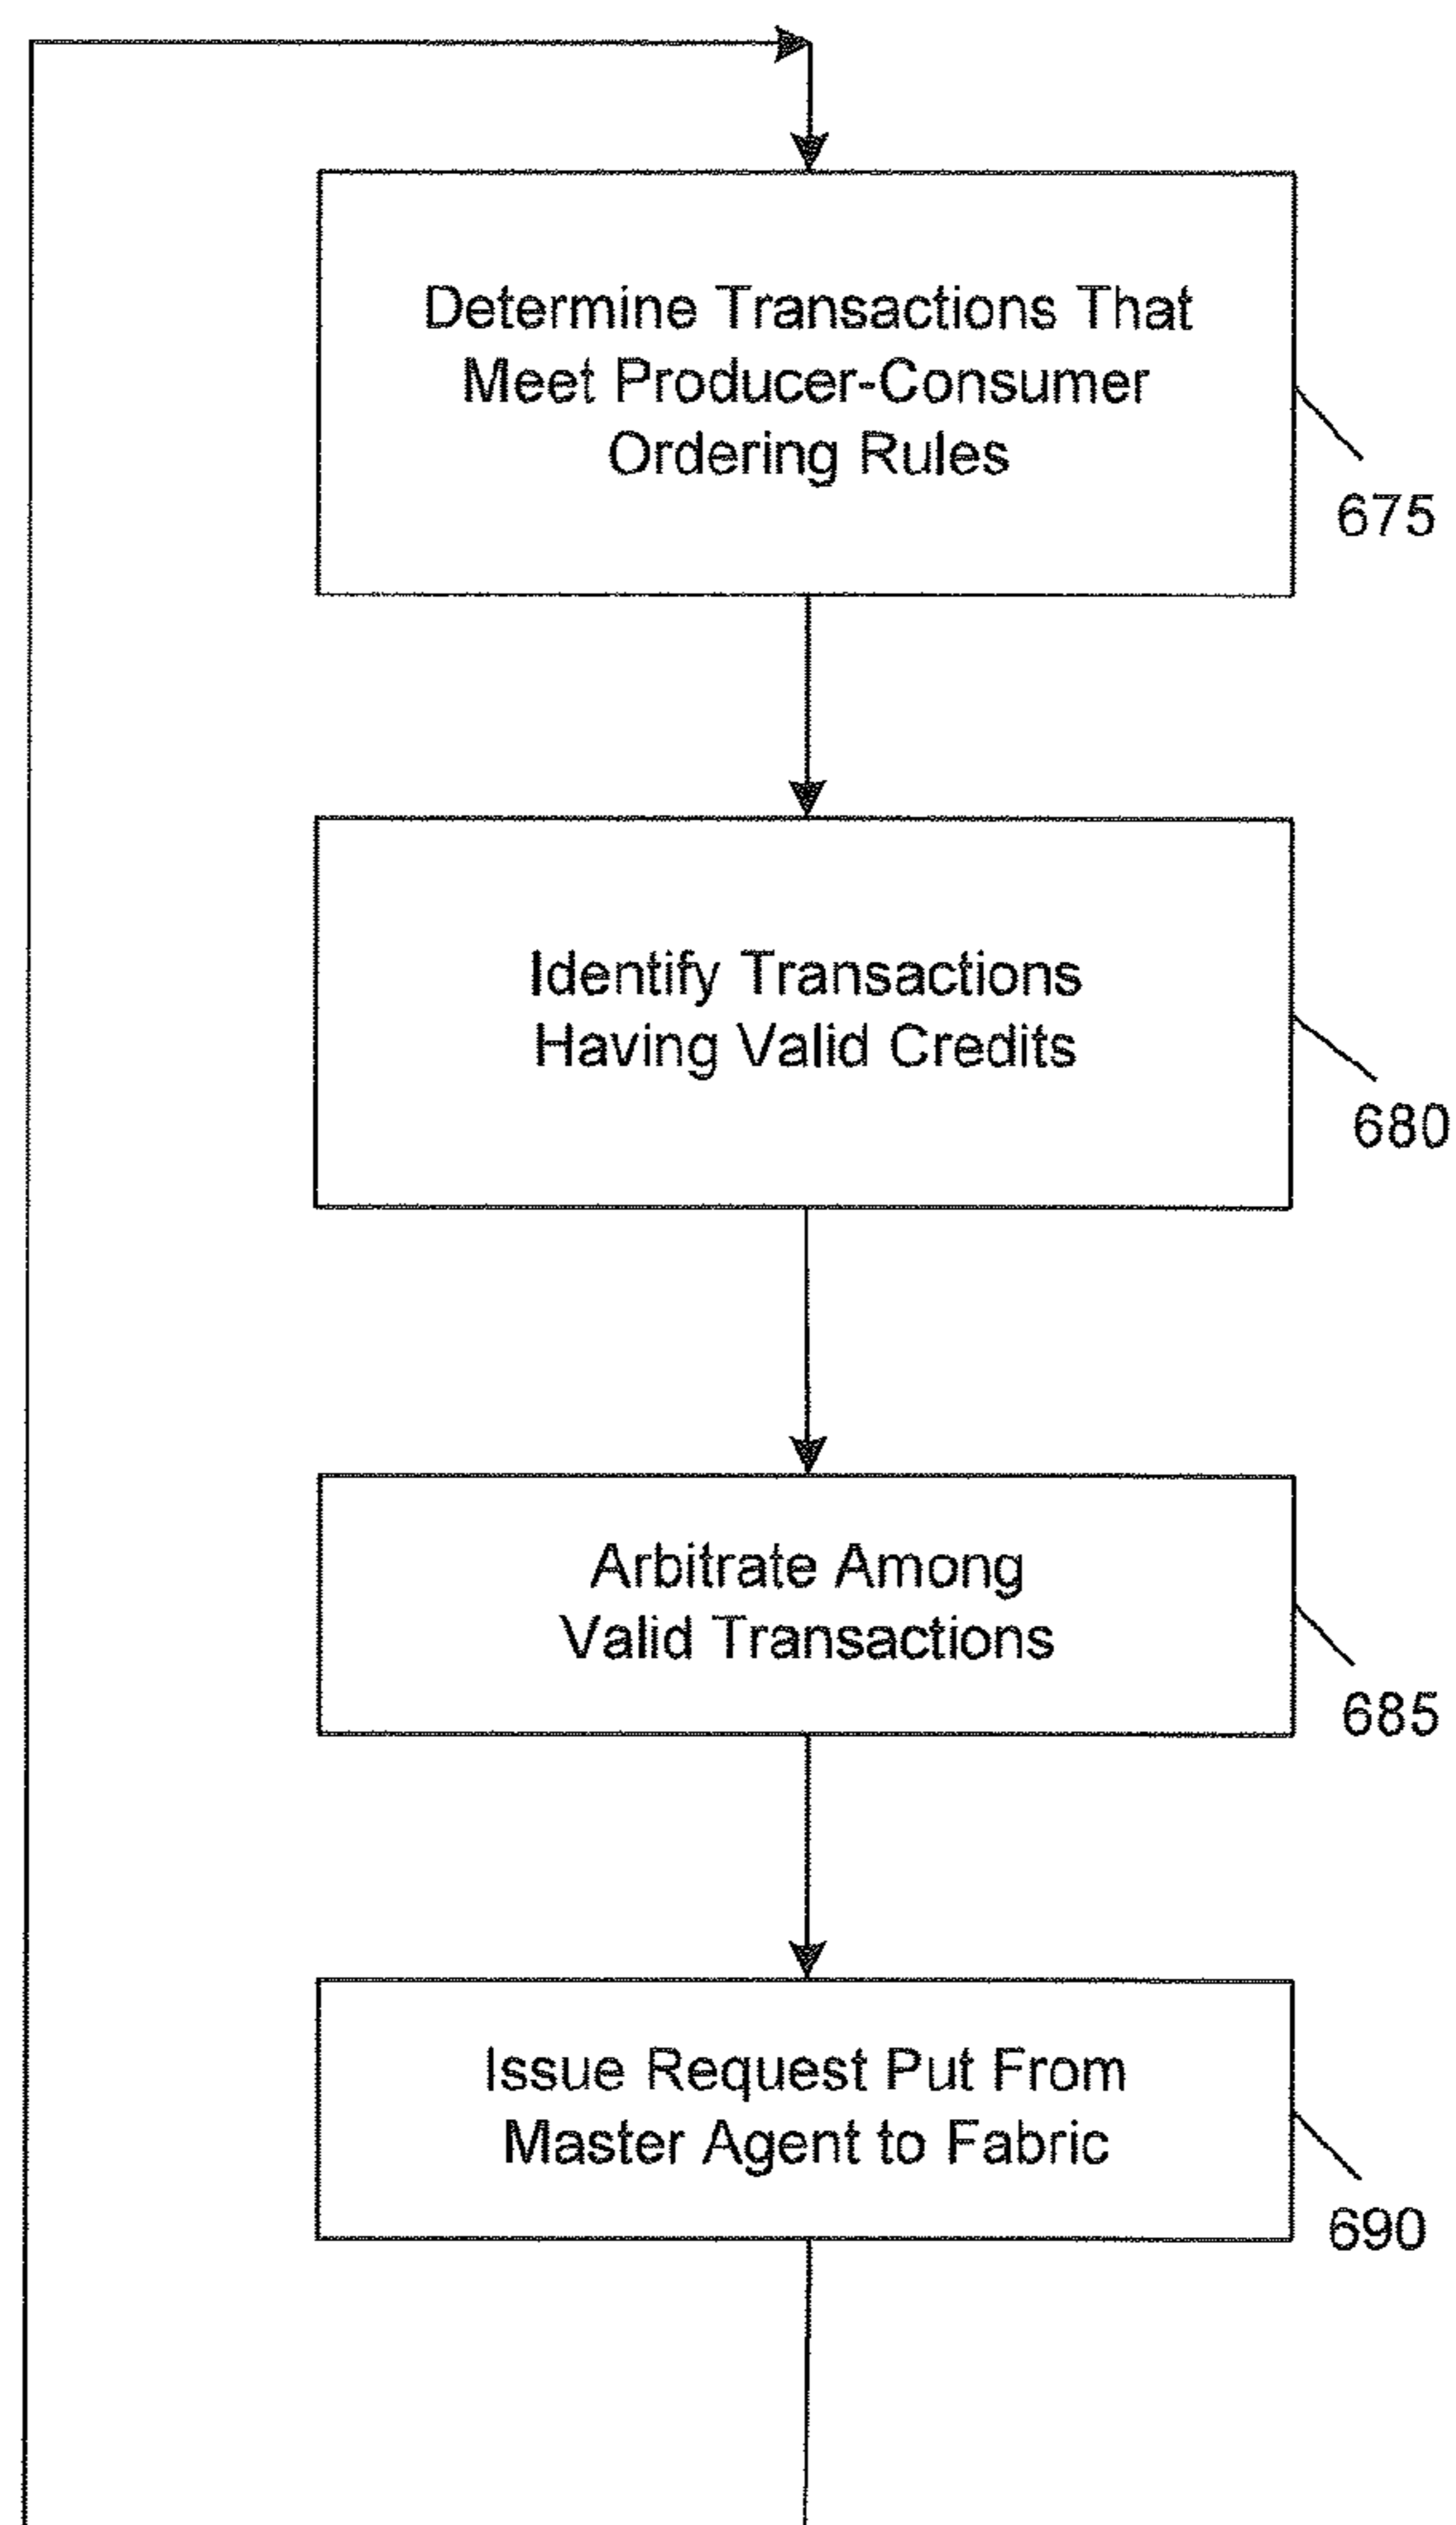 Determine Transactions That
Meet Producer-Consumer
Ordering Rules
675
Identify Transactions
Having Valid Credits
680
Arbitrate Among
Valid Transactions
685
Issue Request Put From
Master Agent to Fabric
690